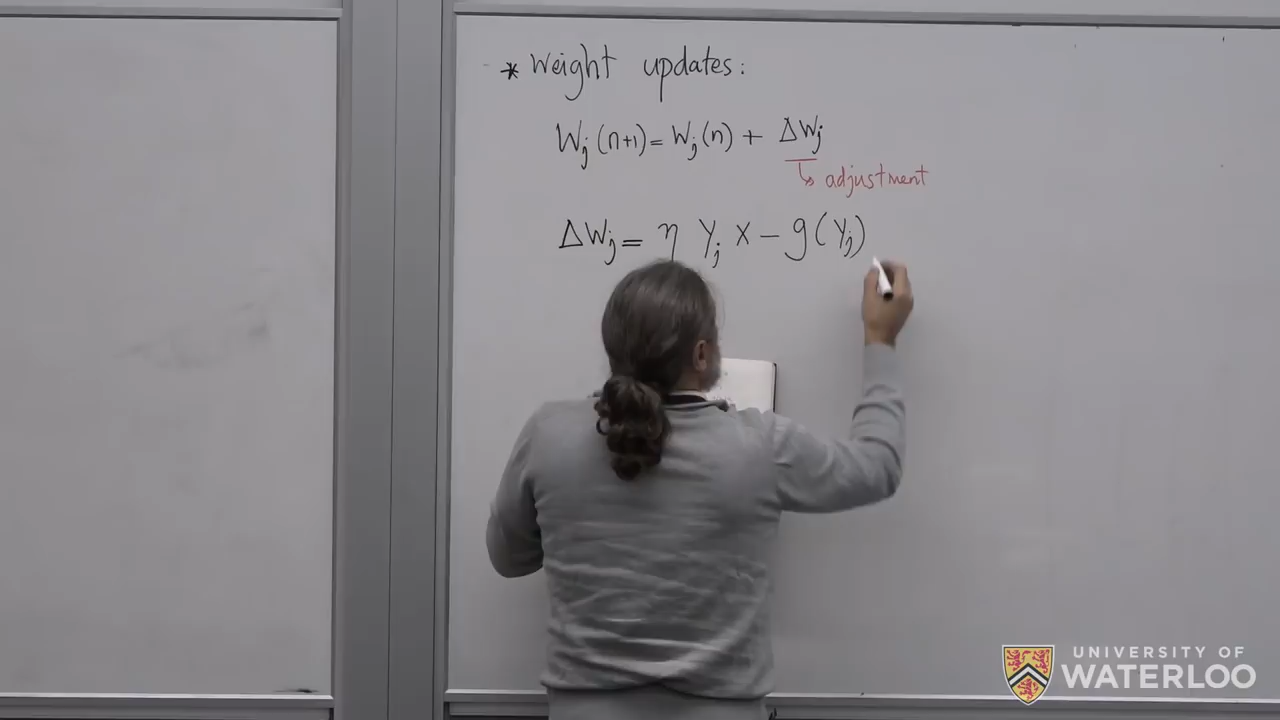 * Weight updates:
Wj(n+1) = Wj(n) + ΔWj
↳ adjustment
ΔWj = η Yj X − g(Yj)
UNIVERSITY OF
WATERLOO